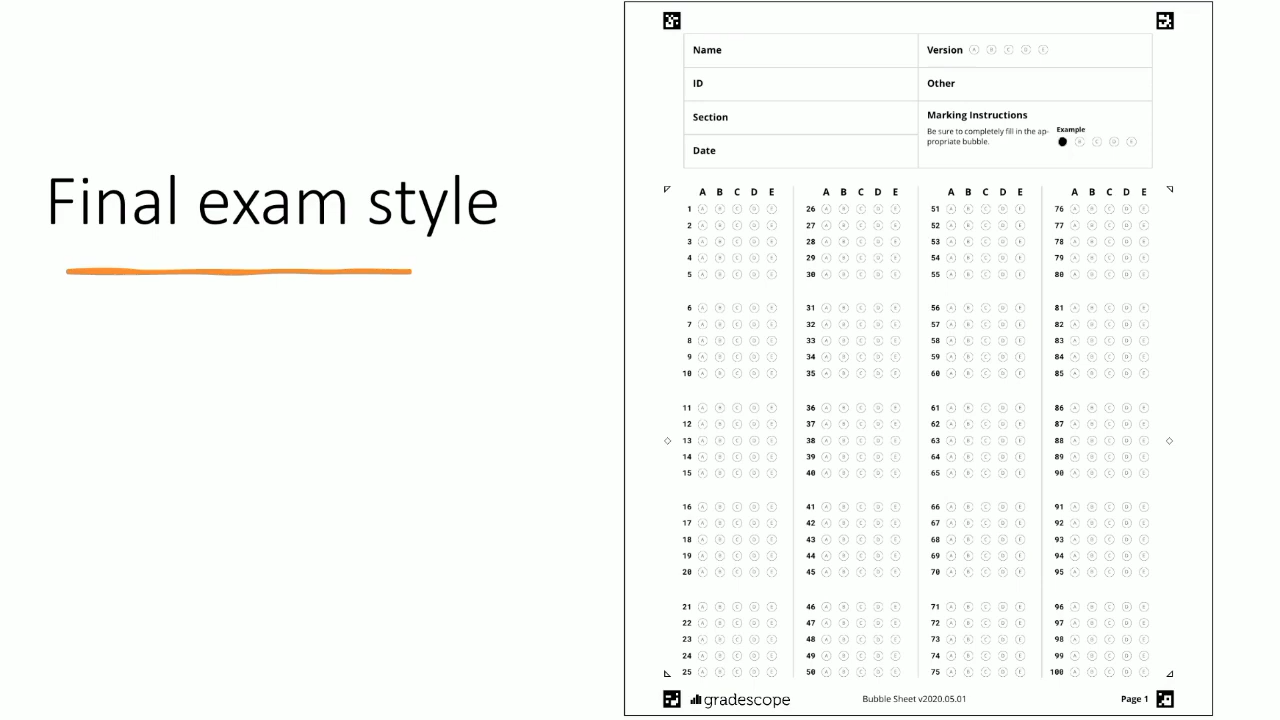 Final exam style
Name
Version A B C D E
ID
Other
Section
Marking Instructions
Be sure to completely fill in the ap-
propriate bubble.
Example
B C D E
Date
A B C D E A B C D E A B C D E A B C D E
1 A B C D E 26 A B C D E 51 A B C D E 76 A B C D E
2 A B C D E 27 A B C D E 52 A B C D E 77 A B C D E
3 A B C D E 28 A B C D E 53 A B C D E 78 A B C D E
4 A B C D E 29 A B C D E 54 A B C D E 79 A B C D E
5 A B C D E 30 A B C D E 55 A B C D E 80 A B C D E
6 A B C D E 31 A B C D E 56 A B C D E 81 A B C D E
7 A B C D E 32 A B C D E 57 A B C D E 82 A B C D E
8 A B C D E 33 A B C D E 58 A B C D E 83 A B C D E
9 A B C D E 34 A B C D E 59 A B C D E 84 A B C D E
10 A B C D E 35 A B C D E 60 A B C D E 85 A B C D E
11 A B C D E 36 A B C D E 61 A B C D E 86 A B C D E
12 A B C D E 37 A B C D E 62 A B C D E 87 A B C D E
13 A B C D E 38 A B C D E 63 A B C D E 88 A B C D E
14 A B C D E 39 A B C D E 64 A B C D E 89 A B C D E
15 A B C D E 40 A B C D E 65 A B C D E 90 A B C D E
16 A B C D E 41 A B C D E 66 A B C D E 91 A B C D E
17 A B C D E 42 A B C D E 67 A B C D E 92 A B C D E
18 A B C D E 43 A B C D E 68 A B C D E 93 A B C D E
19 A B C D E 44 A B C D E 69 A B C D E 94 A B C D E
20 A B C D E 45 A B C D E 70 A B C D E 95 A B C D E
21 A B C D E 46 A B C D E 71 A B C D E 96 A B C D E
22 A B C D E 47 A B C D E 72 A B C D E 97 A B C D E
23 A B C D E 48 A B C D E 73 A B C D E 98 A B C D E
24 A B C D E 49 A B C D E 74 A B C D E 99 A B C D E
25 A B C D E 50 A B C D E 75 A B C D E 100 A B C D E
gradescope
Bubble Sheet v2020.05.01
Page 1